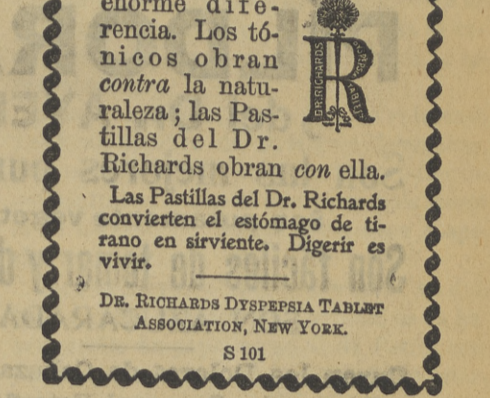 enorme dife-
rencia. Los tó-
nicos obran
contra la natu-
raleza; las Pas-
tillas del Dr.
Richards obran con ella.
DR. RICHARDS
R
Las Pastillas del Dr. Richards
convierten el estómago de ti-
rano en sirviente. Digerir es
vivir.
DR. RICHARDS DYSPEPSIA TABLET
ASSOCIATION, NEW YORK.
S 101